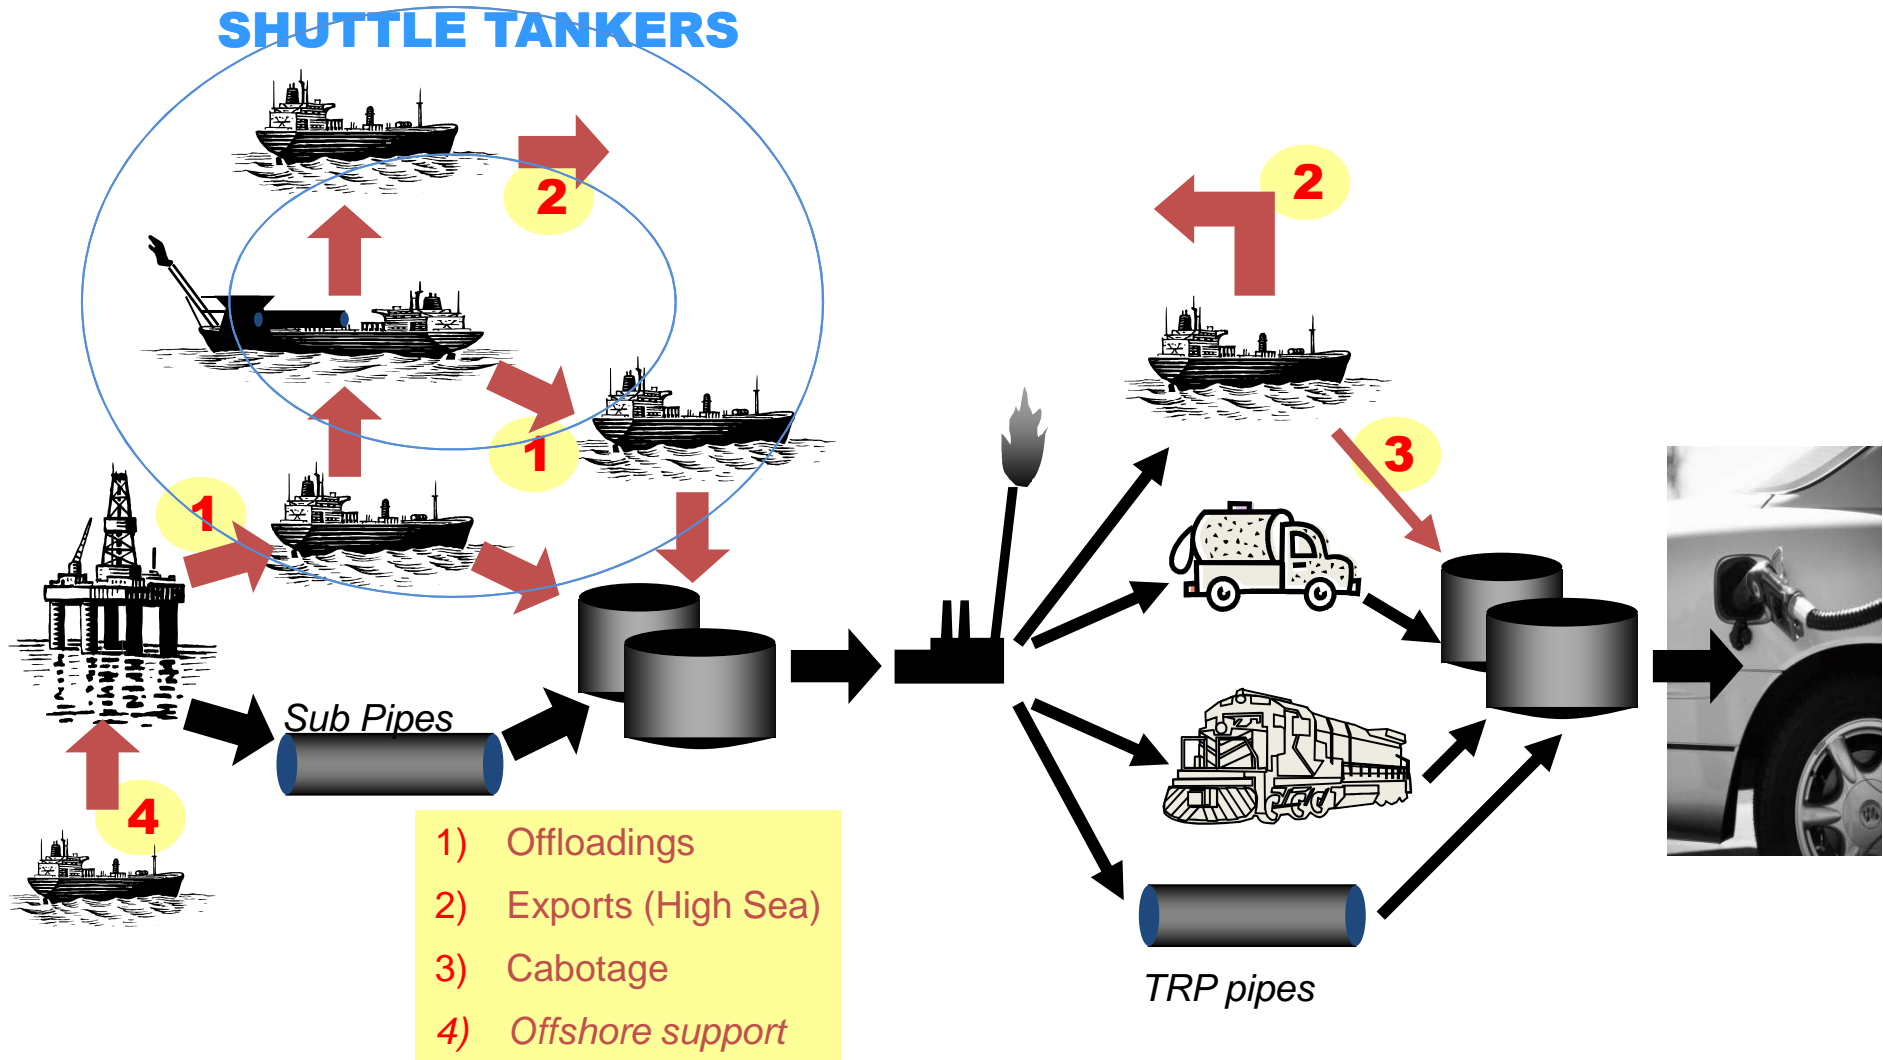 SHUTTLE TANKERS
2
2
1
3
1
Sub Pipes
4
1) Offloadings
2) Exports (High Sea)
3) Cabotage
4) Offshore support
TRP pipes